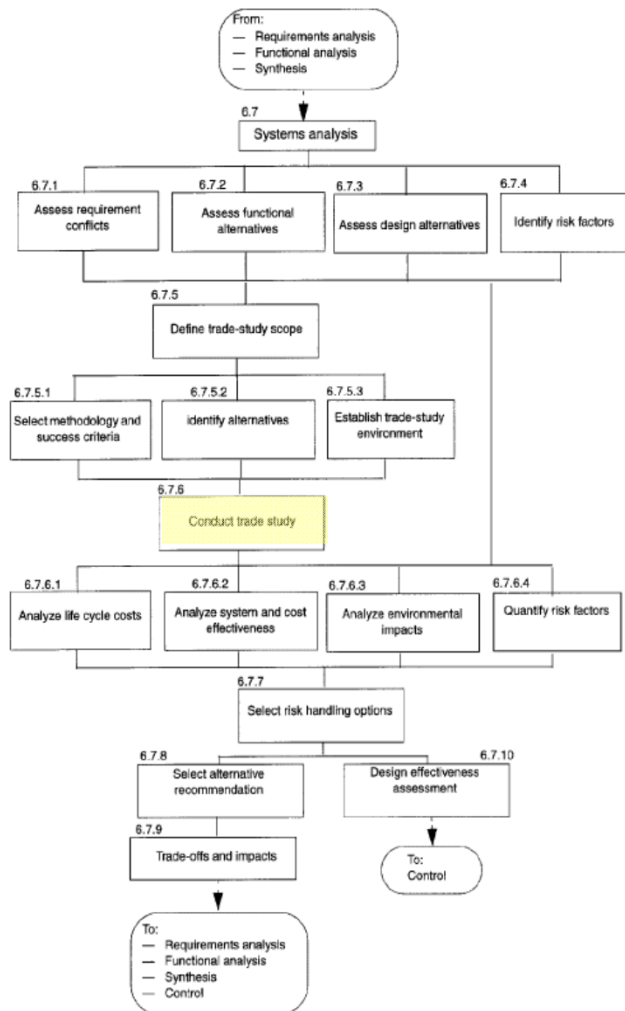 From:
— Requirements analysis
— Functional analysis
— Synthesis
6.7
Systems analysis
6.7.1
Assess requirement
conflicts
6.7.2
Assess functional
alternatives
6.7.3
Assess design alternatives
6.7.4
Identify risk factors
6.7.5
Define trade-study scope
6.7.5.1
Select methodology and
success criteria
6.7.5.2
identify alternatives
6.7.5.3
Establish trade-study
environment
6.7.6
Conduct trade study
6.7.6.1
Analyze life cycle costs
6.7.6.2
Analyze system and cost
effectiveness
6.7.6.3
Analyze environmental
impacts
6.7.6.4
Quantify risk factors
6.7.7
Select risk handling options
6.7.8
Select alternative
recommendation
6.7.10
Design effectiveness
assessment
6.7.9
Trade-offs and impacts
To:
Control
To:
— Requirements analysis
— Functional analysis
— Synthesis
— Control